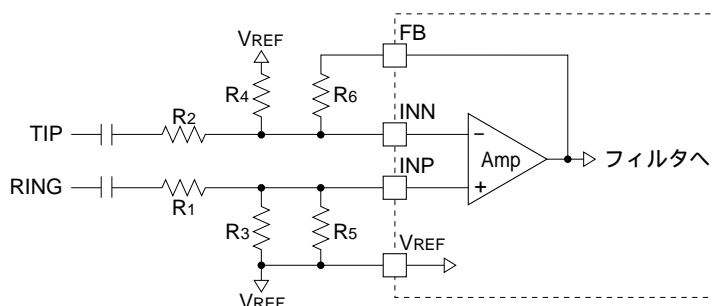 FB
VREF
R4
R6
R2
INN
TIP
Amp
フィルタへ
INP
RING
R1
R3
R5
VREF
VREF